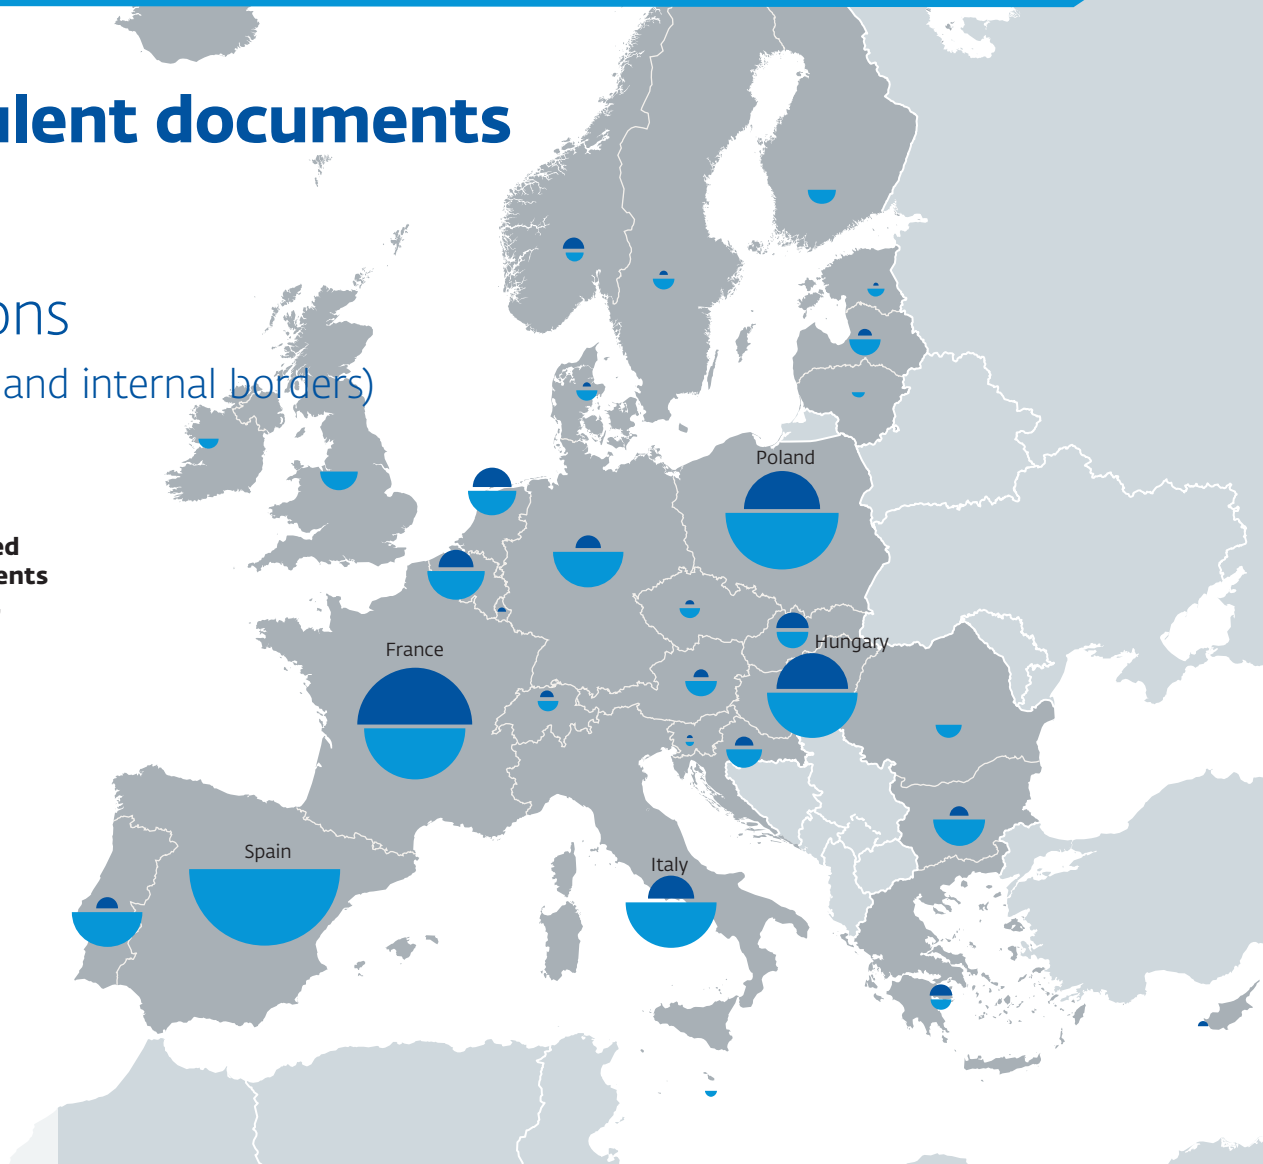 ulent documents
ons
and internal borders)
ed
ents
Poland
France
Hungary
Spain
Italy